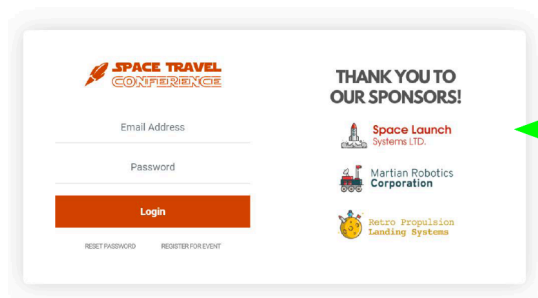 SPACE TRAVEL
CONFERENCE
Email Address
Password
Login
RESET PASSWORD REGISTER FOR EVENT
THANK YOU TO
OUR SPONSORS!
Space Launch
Systems LTD.
Martian Robotics
Corporation
Retro Propulsion
Landing Systems